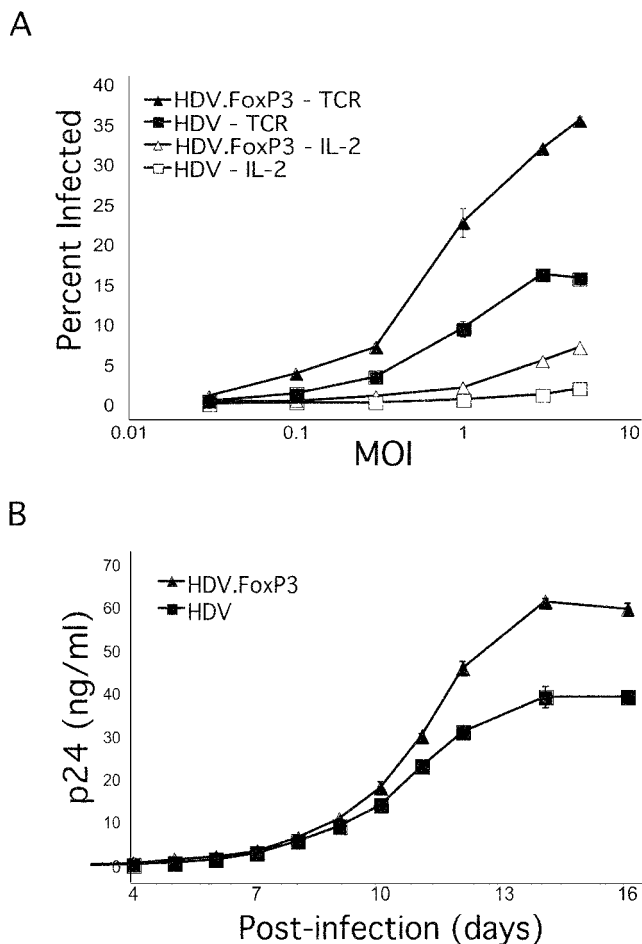 A
Percent Infected
40
35
30
25
20
15
10
5
0
HDV.FoxP3 - TCR
HDV - TCR
HDV.FoxP3 - IL-2
HDV - IL-2
0.01
0.1
1
10
MOI
B
p24 (ng/ml)
70
60
50
40
30
20
10
0
HDV.FoxP3
HDV
4
7
10
13
16
Post-infection (days)